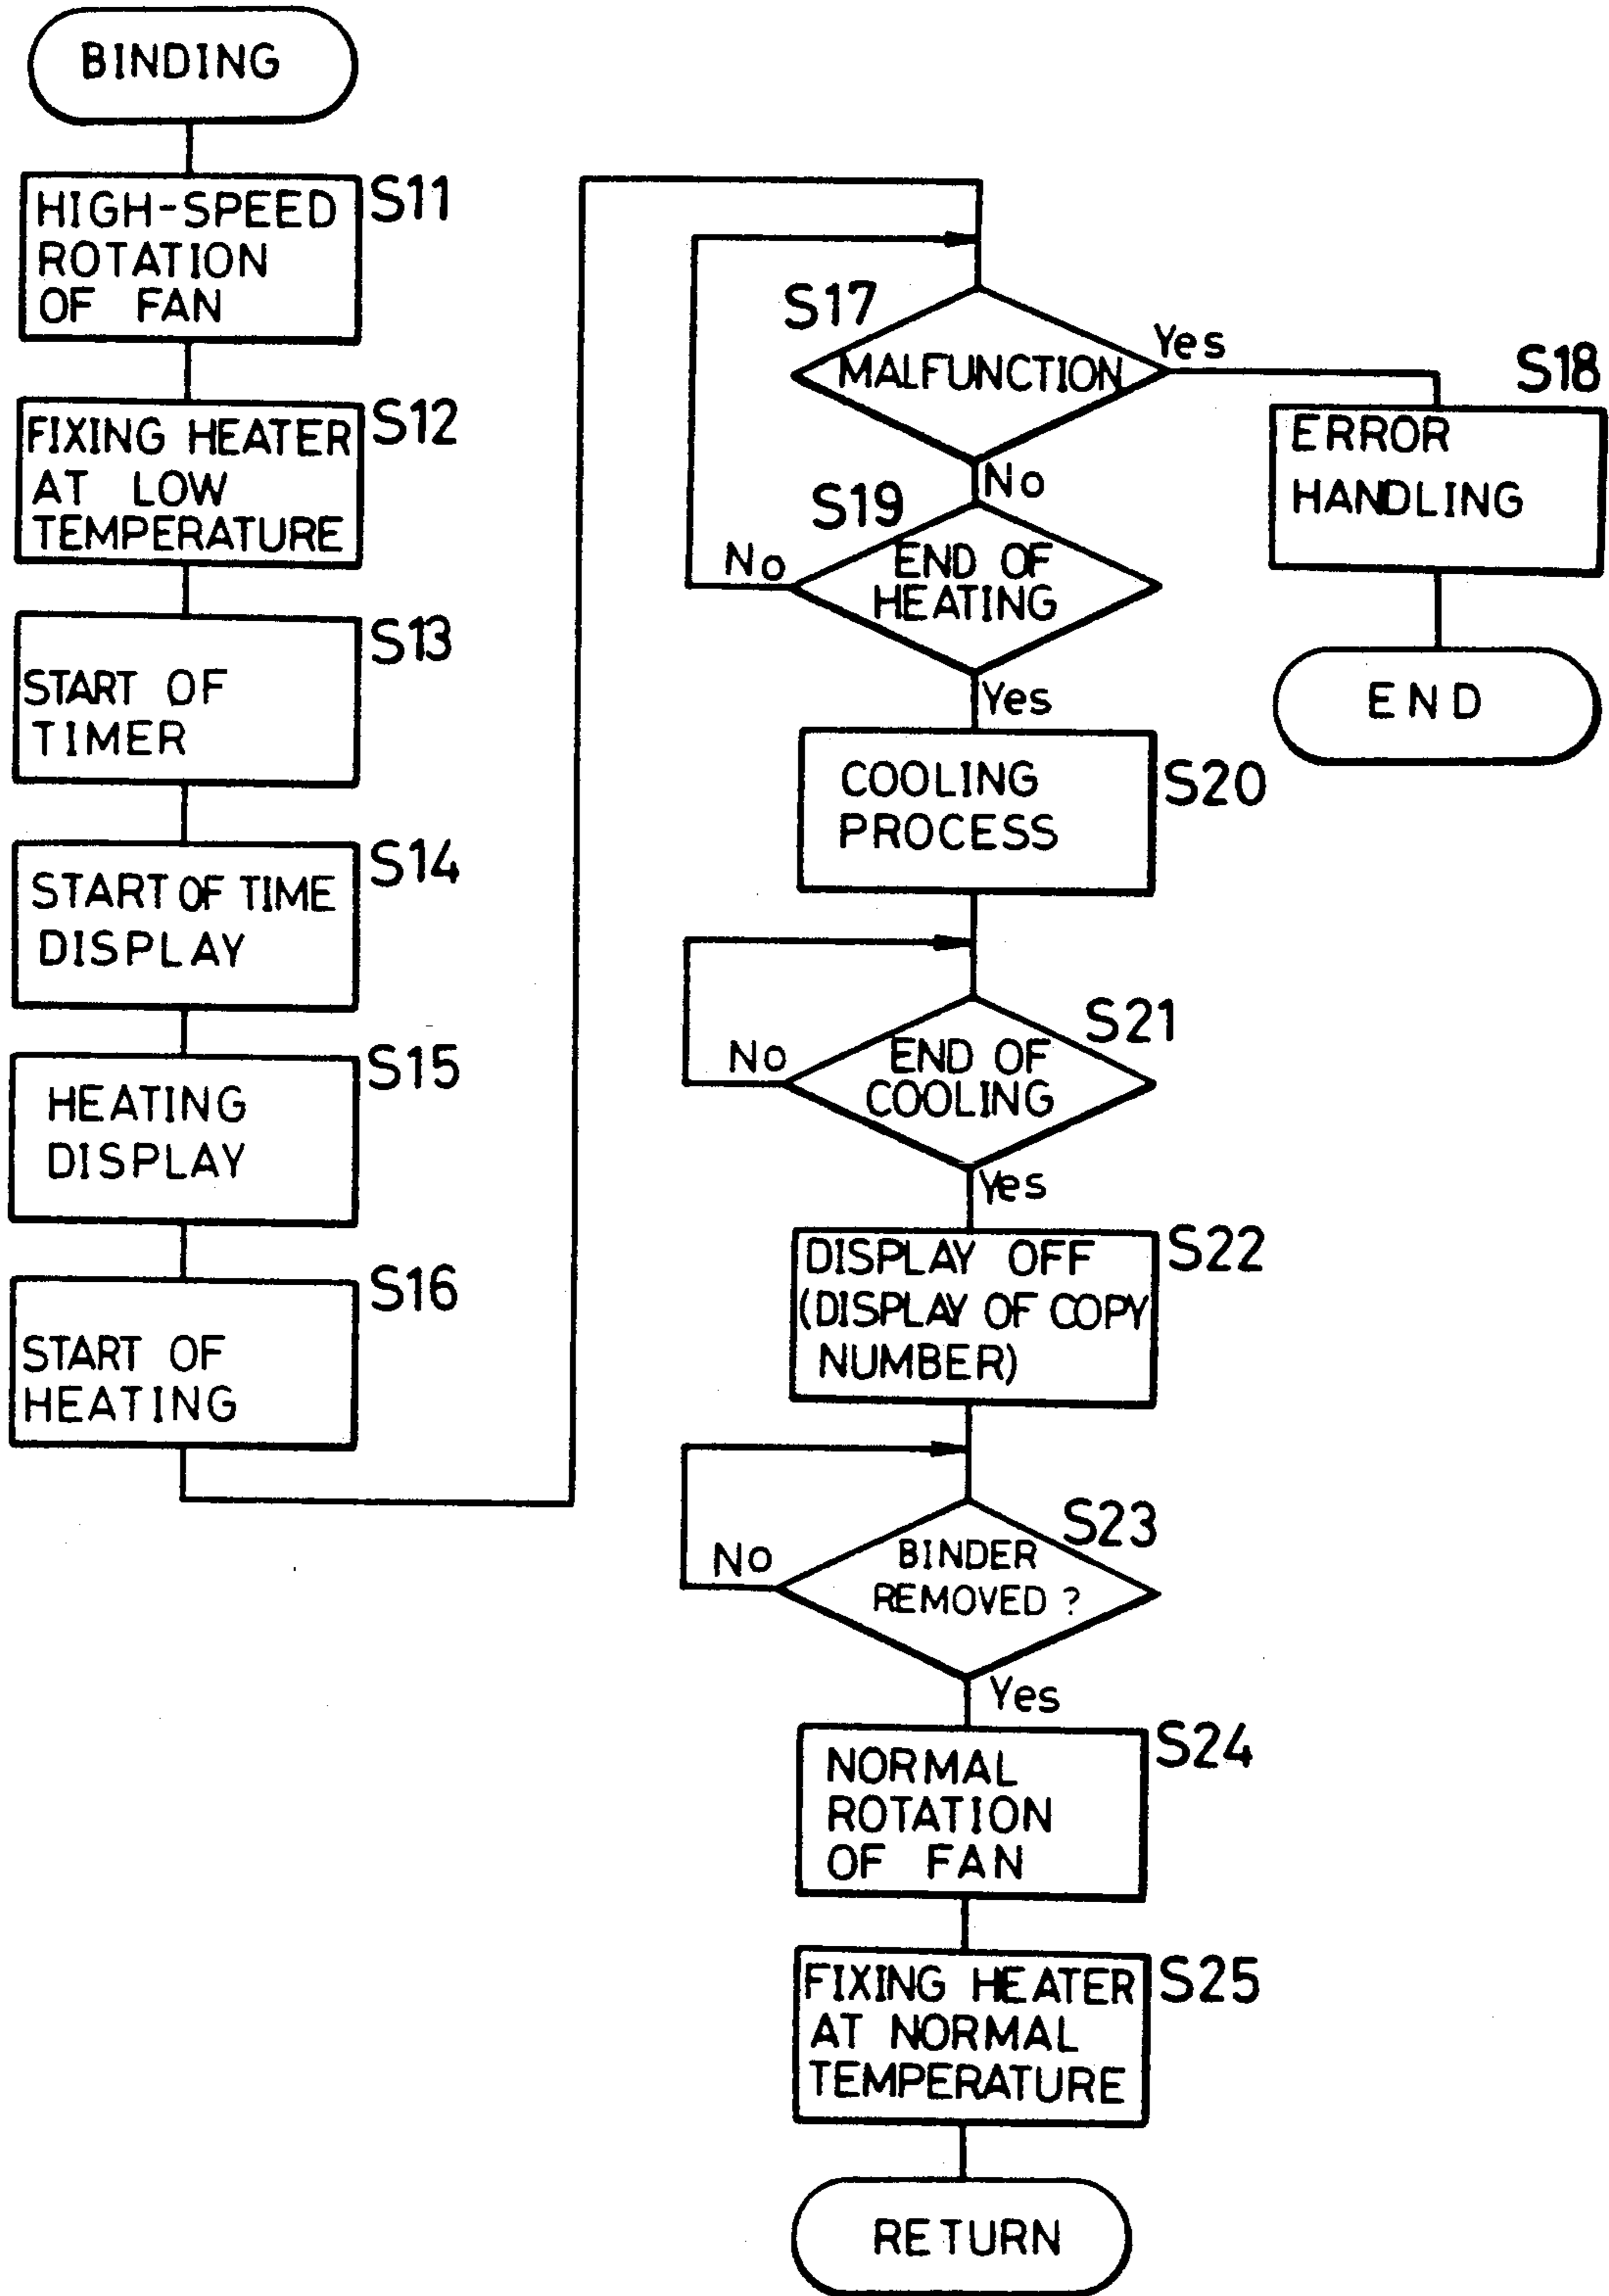 BINDING
HIGH-SPEED
ROTATION
OF FAN
S11
FIXING HEATER
AT LOW
TEMPERATURE
S12
START OF
TIMER
S13
START OF TIME
DISPLAY
S14
HEATING
DISPLAY
S15
START OF
HEATING
S16
S17
MALFUNCTION
Yes
No
S18
ERROR
HANDLING
END
S19
END OF
HEATING
No
Yes
COOLING
PROCESS
S20
S21
END OF
COOLING
No
Yes
DISPLAY OFF
(DISPLAY OF COPY
NUMBER)
S22
S23
BINDER
REMOVED ?
No
Yes
NORMAL
ROTATION
OF FAN
S24
FIXING HEATER
AT NORMAL
TEMPERATURE
S25
RETURN